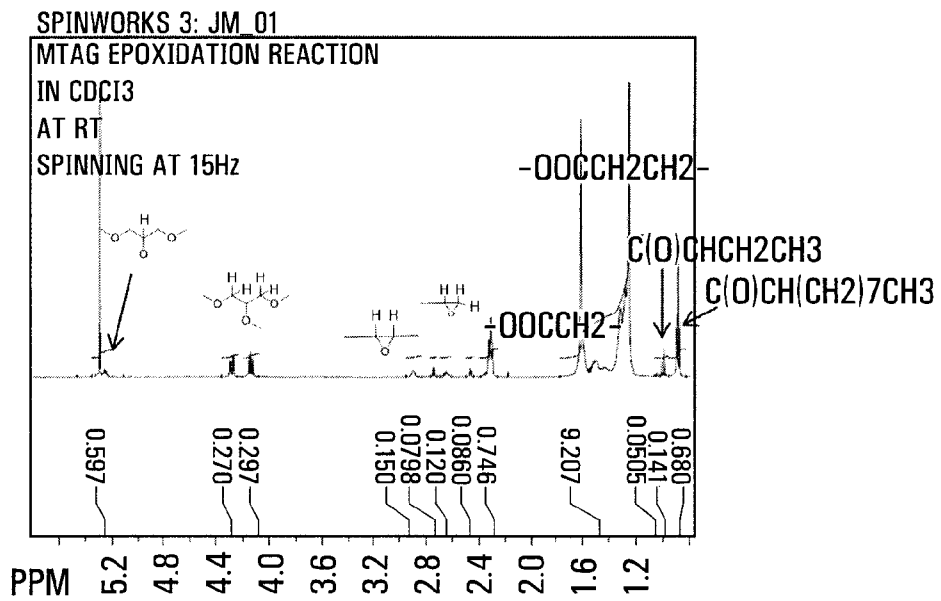 SPINWORKS 3: JM_01
MTAG EPOXIDATION REACTION
IN CDCl3
AT RT
SPINNING AT 15Hz
-OOCCH2CH2-
C(O)CHCH2CH3
C(O)CH(CH2)7CH3
-OOCCH2-
H
O O
O
H H
H H
O O
O
H H
O
H H
H
O
0.597
0.270
0.297
0.150
0.0798
0.120
0.0860
0.746
9.207
0.0505
0.141
0.680
PPM 5.2 4.8 4.4 4.0 3.6 3.2 2.8 2.4 2.0 1.6 1.2